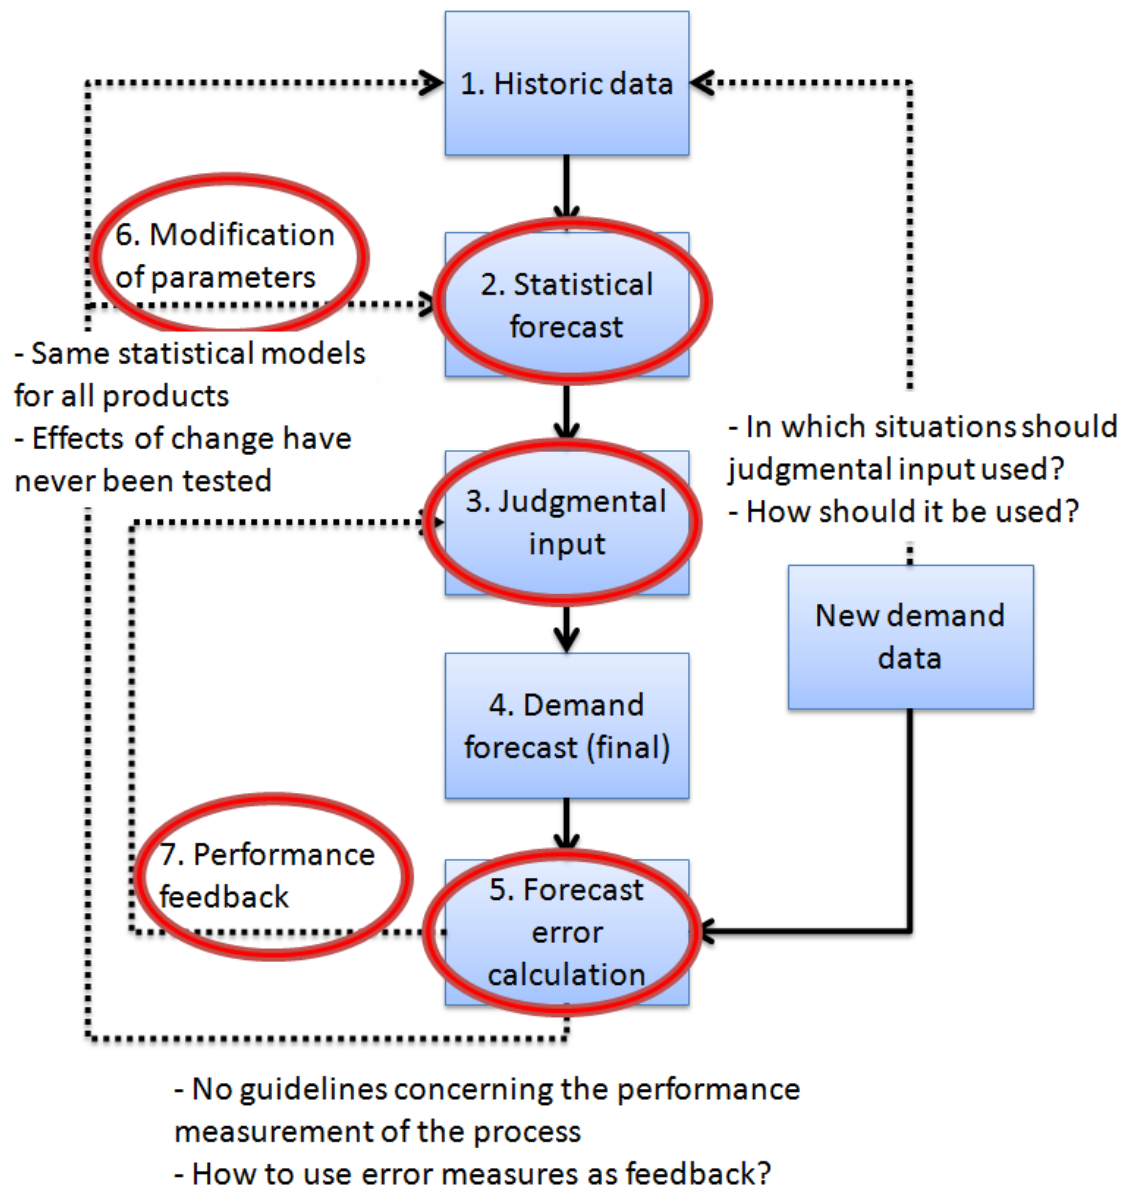 1. Historic data
6. Modification
of parameters
2. Statistical
forecast
- Same statistical models
for all products
- Effects of change have
never been tested
- In which situations should
judgmental input used?
- How should it be used?
3. Judgmental
input
New demand
data
4. Demand
forecast (final)
7. Performance
feedback
5. Forecast
error
calculation
- No guidelines concerning the performance
measurement of the process
- How to use error measures as feedback?